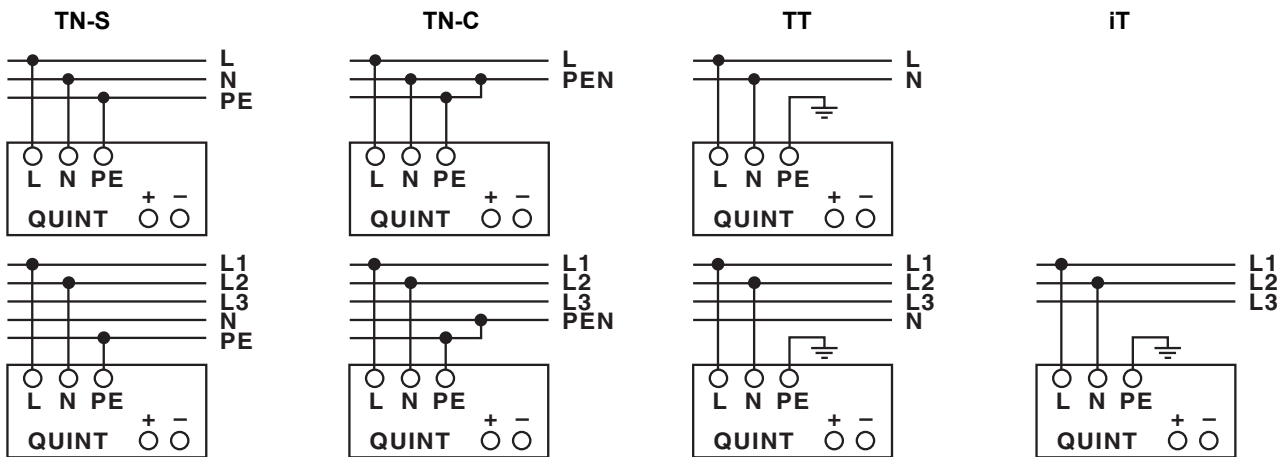 TN-S
TN-C
TT
iT
L
N
PE
L N PE
+ −
QUINT
L
PEN
L N PE
+ −
QUINT
L
N
L N PE
+ −
QUINT
L1
L2
L3
N
PE
L N PE
+ −
QUINT
L1
L2
L3
PEN
L N PE
+ −
QUINT
L1
L2
L3
N
L N PE
+ −
QUINT
L1
L2
L3
L N PE
+ −
QUINT